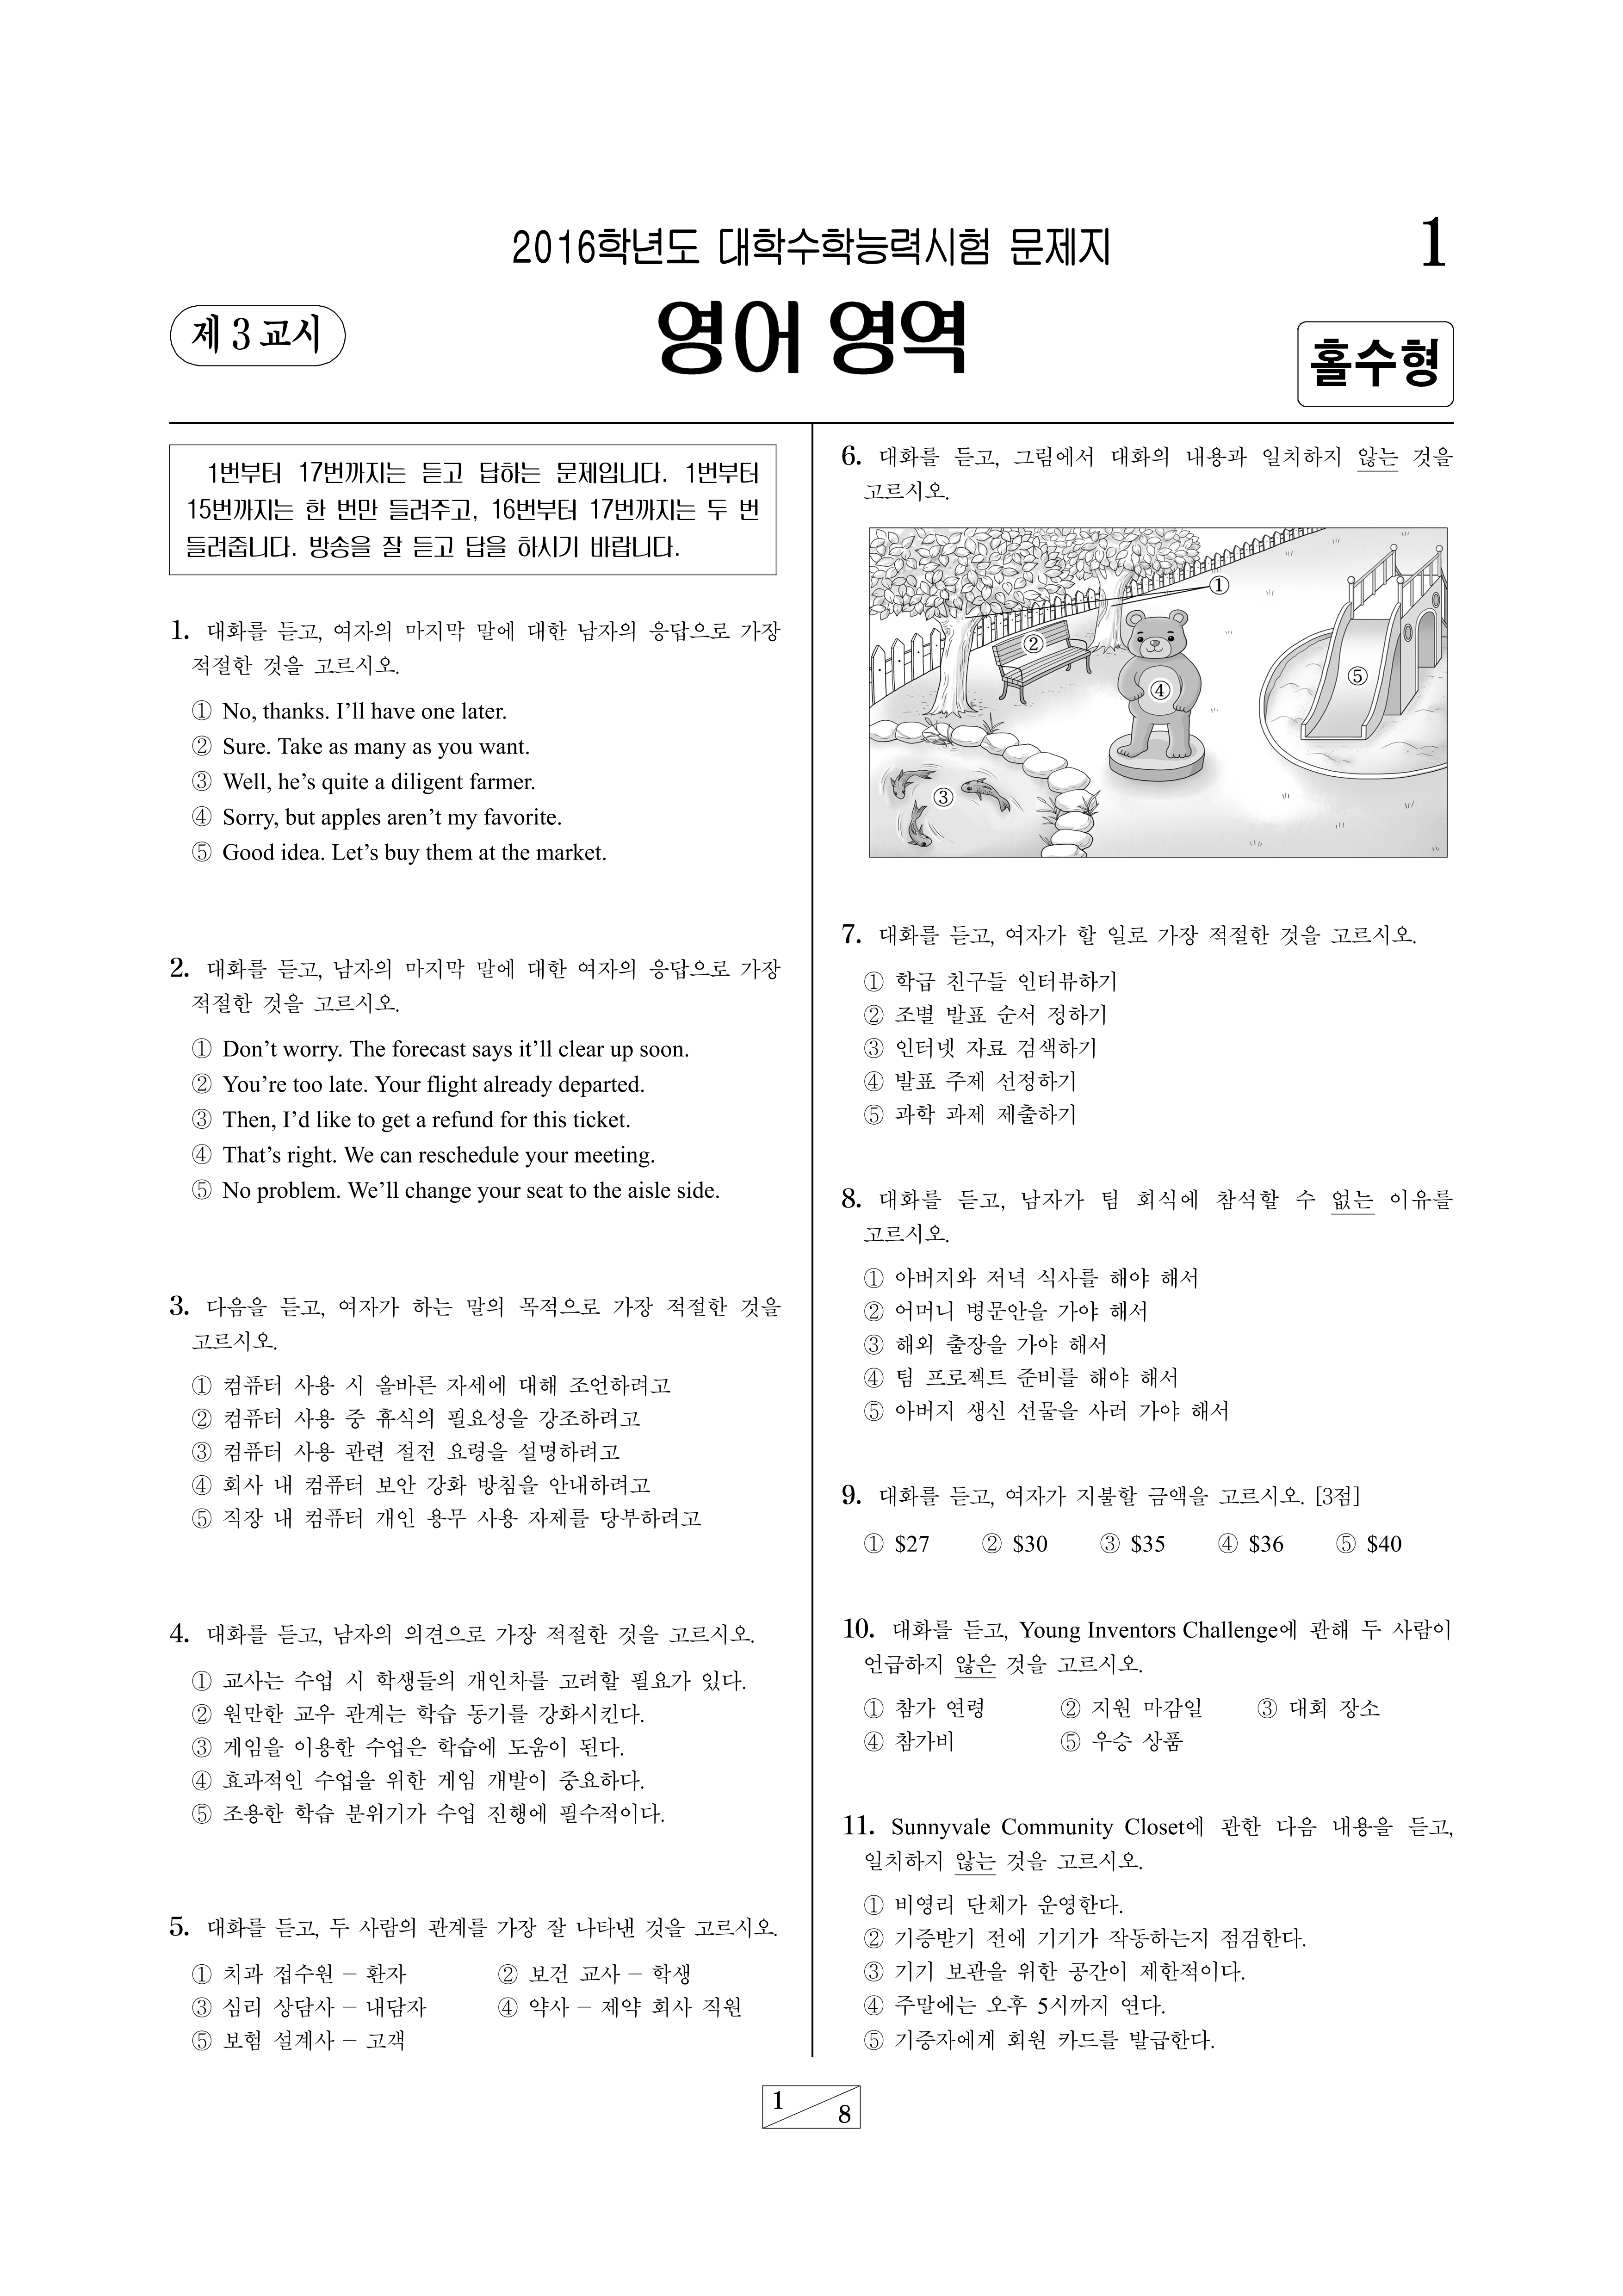 2016학년도 대학수학능력시험 문제지
1
제 3 교시
영어 영역
홀수형
1번부터 17번까지는 듣고 답하는 문제입니다. 1번부터
15번까지는 한 번만 들려주고, 16번부터 17번까지는 두 번
들려줍니다. 방송을 잘 듣고 답을 하시기 바랍니다.
1. 대화를 듣고, 여자의 마지막 말에 대한 남자의 응답으로 가장
적절한 것을 고르시오.
① No, thanks. I’ll have one later.
② Sure. Take as many as you want.
③ Well, he’s quite a diligent farmer.
④ Sorry, but apples aren’t my favorite.
⑤ Good idea. Let’s buy them at the market.
2. 대화를 듣고, 남자의 마지막 말에 대한 여자의 응답으로 가장
적절한 것을 고르시오.
① Don’t worry. The forecast says it’ll clear up soon.
② You’re too late. Your flight already departed.
③ Then, I’d like to get a refund for this ticket.
④ That’s right. We can reschedule your meeting.
⑤ No problem. We’ll change your seat to the aisle side.
3. 다음을 듣고, 여자가 하는 말의 목적으로 가장 적절한 것을
고르시오.
① 컴퓨터 사용 시 올바른 자세에 대해 조언하려고
② 컴퓨터 사용 중 휴식의 필요성을 강조하려고
③ 컴퓨터 사용 관련 절전 요령을 설명하려고
④ 회사 내 컴퓨터 보안 강화 방침을 안내하려고
⑤ 직장 내 컴퓨터 개인 용무 사용 자제를 당부하려고
4. 대화를 듣고, 남자의 의견으로 가장 적절한 것을 고르시오.
① 교사는 수업 시 학생들의 개인차를 고려할 필요가 있다.
② 원만한 교우 관계는 학습 동기를 강화시킨다.
③ 게임을 이용한 수업은 학습에 도움이 된다.
④ 효과적인 수업을 위한 게임 개발이 중요하다.
⑤ 조용한 학습 분위기가 수업 진행에 필수적이다.
5. 대화를 듣고, 두 사람의 관계를 가장 잘 나타낸 것을 고르시오.
① 치과 접수원 – 환자 ② 보건 교사 – 학생
③ 심리 상담사 – 내담자 ④ 약사 – 제약 회사 직원
⑤ 보험 설계사 – 고객
6. 대화를 듣고, 그림에서 대화의 내용과 일치하지 않는 것을
고르시오.
①
②
⑤
④
③
7. 대화를 듣고, 여자가 할 일로 가장 적절한 것을 고르시오.
① 학급 친구들 인터뷰하기
② 조별 발표 순서 정하기
③ 인터넷 자료 검색하기
④ 발표 주제 선정하기
⑤ 과학 과제 제출하기
8. 대화를 듣고, 남자가 팀 회식에 참석할 수 없는 이유를
고르시오.
① 아버지와 저녁 식사를 해야 해서
② 어머니 병문안을 가야 해서
③ 해외 출장을 가야 해서
④ 팀 프로젝트 준비를 해야 해서
⑤ 아버지 생신 선물을 사러 가야 해서
9. 대화를 듣고, 여자가 지불할 금액을 고르시오. [3점]
① $27 ② $30 ③ $35 ④ $36 ⑤ $40
10. 대화를 듣고, Young Inventors Challenge에 관해 두 사람이
언급하지 않은 것을 고르시오.
① 참가 연령 ② 지원 마감일 ③ 대회 장소
④ 참가비 ⑤ 우승 상품
11. Sunnyvale Community Closet에 관한 다음 내용을 듣고,
일치하지 않는 것을 고르시오.
① 비영리 단체가 운영한다.
② 기증받기 전에 기기가 작동하는지 점검한다.
③ 기기 보관을 위한 공간이 제한적이다.
④ 주말에는 오후 5시까지 연다.
⑤ 기증자에게 회원 카드를 발급한다.
1
8